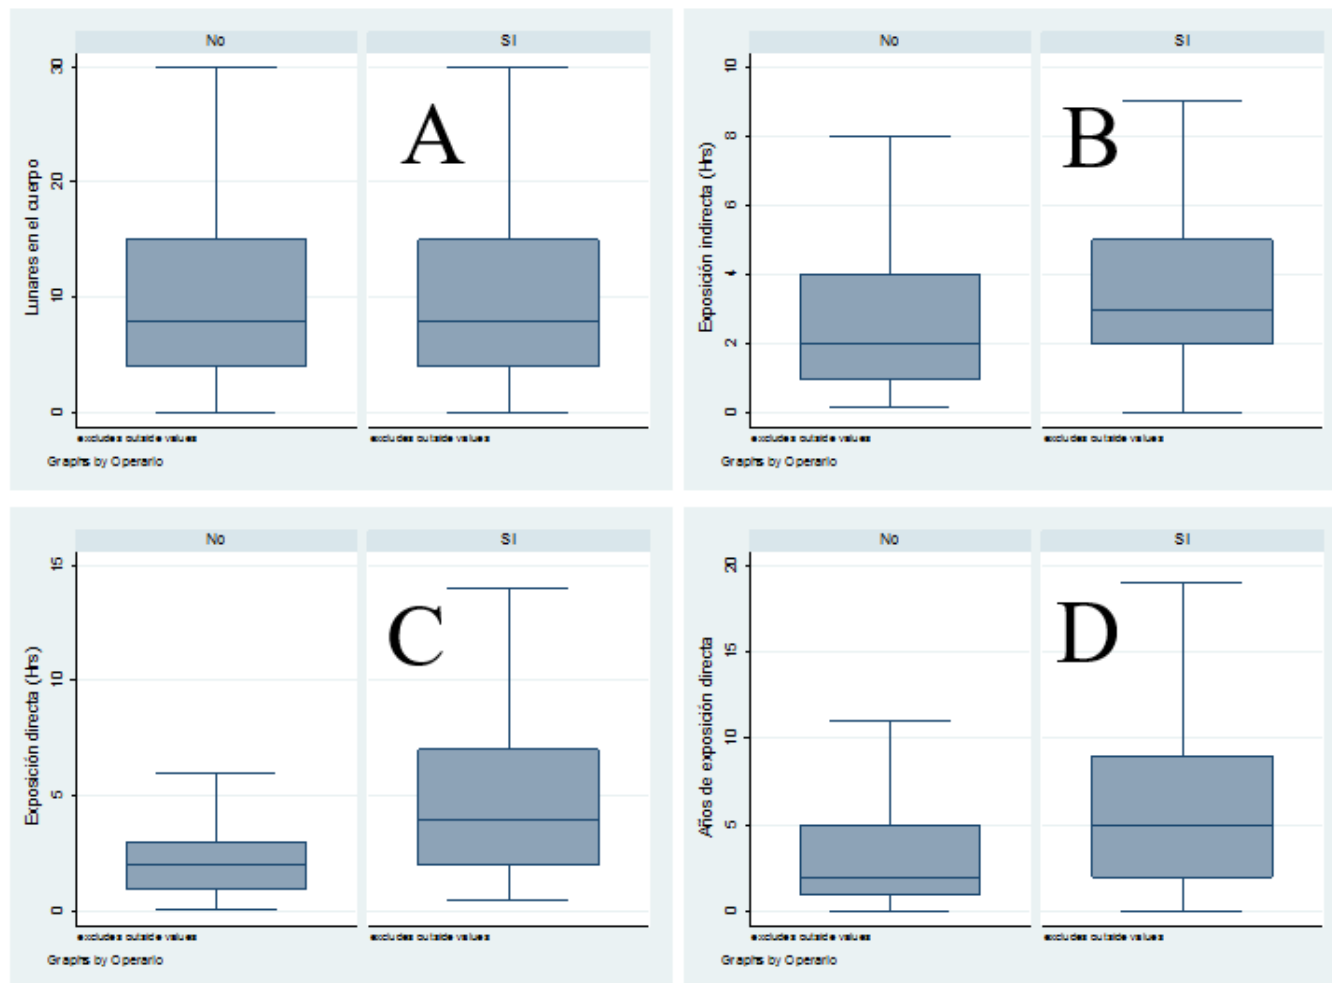 No SI
Lunares en el cuerpo
30
20
10
0
A
excludes outside values excludes outside values
Graphs by Operario
No SI
Exposición indirecta (Hrs)
10
8
6
4
2
0
B
excludes outside values excludes outside values
Graphs by Operario
No SI
Exposición directa (Hrs)
15
10
5
0
C
excludes outside values excludes outside values
Graphs by Operario
No SI
Años de exposición directa
20
15
10
5
0
D
excludes outside values excludes outside values
Graphs by Operario